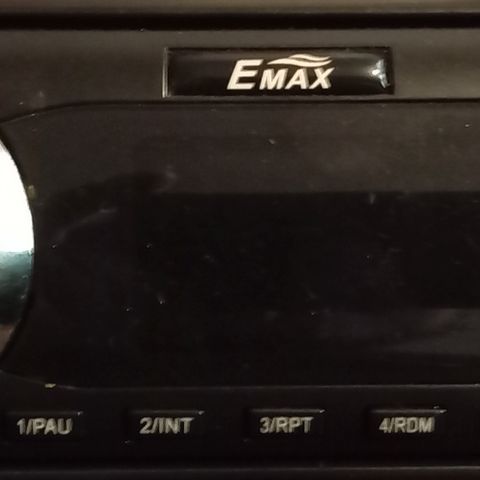 EMAX
1/PAU 2/INT 3/RPT 4/RDM